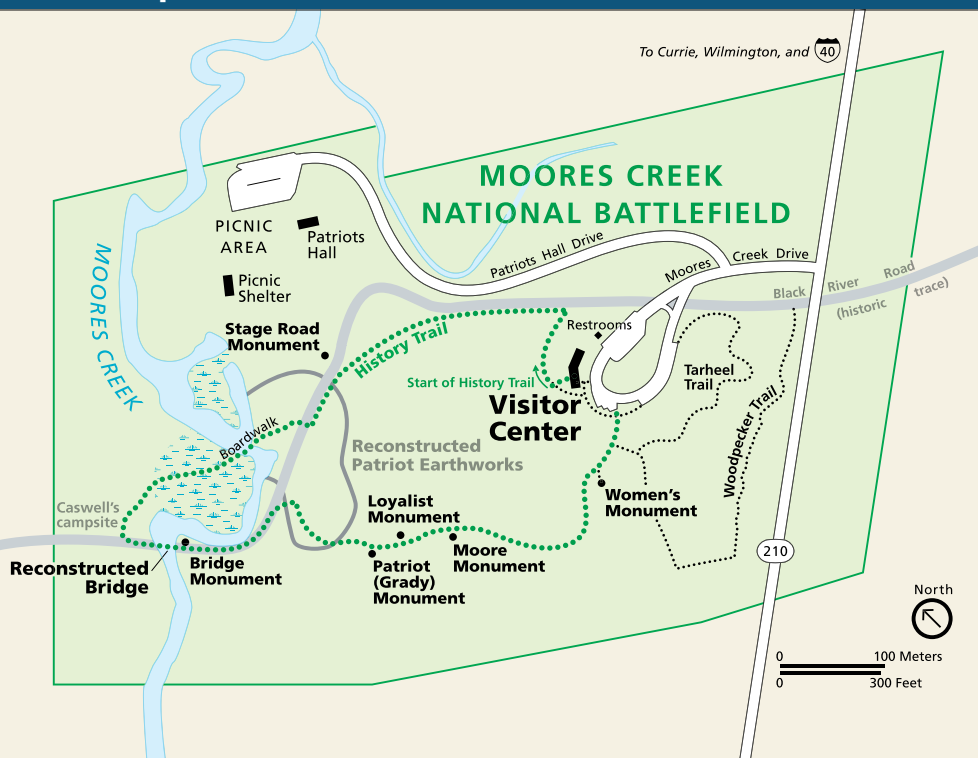 To Currie, Wilmington, and
40
MOORES CREEK
NATIONAL BATTLEFIELD
PICNIC
AREA
Patriots
Hall
Picnic
Shelter
MOORES CREEK
Patriots Hall Drive
Moores Creek Drive
Black River Road
(historic trace)
Stage Road
Monument
History Trail
Restrooms
Start of History Trail
Visitor
Center
Tarheel
Trail
Woodpecker Trail
Boardwalk
Reconstructed
Patriot Earthworks
Caswell's
campsite
Loyalist
Monument
Women's
Monument
Reconstructed
Bridge
Bridge
Monument
Patriot
(Grady)
Monument
Moore
Monument
210
North
0 100 Meters
0 300 Feet